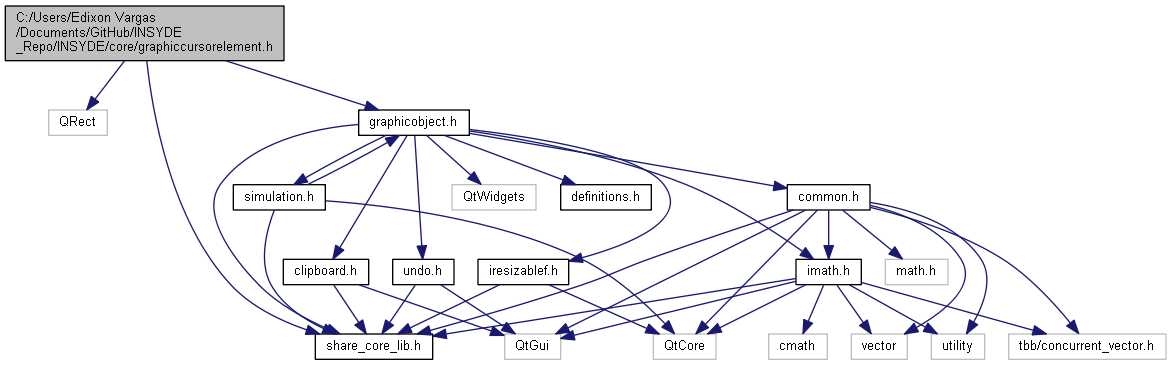 C:/Users/Edixon Vargas
/Documents/GitHub/INSYDE
_Repo/INSYDE/core/graphiccursorelement.h
QRect
graphicobject.h
simulation.h
QtWidgets
definitions.h
common.h
clipboard.h
undo.h
iresizablef.h
imath.h
math.h
share_core_lib.h
QtGui
QtCore
cmath
vector
utility
tbb/concurrent_vector.h